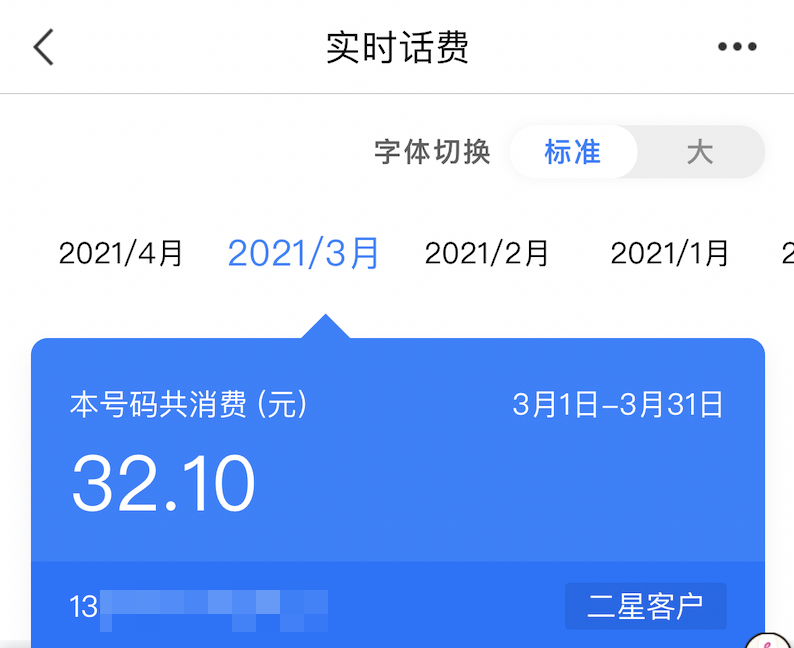 实时话费
字体切换 标准 大
2021/4月 2021/3月 2021/2月 2021/1月 2
本号码共消费(元) 3月1日-3月31日
32.10
13 二星客户